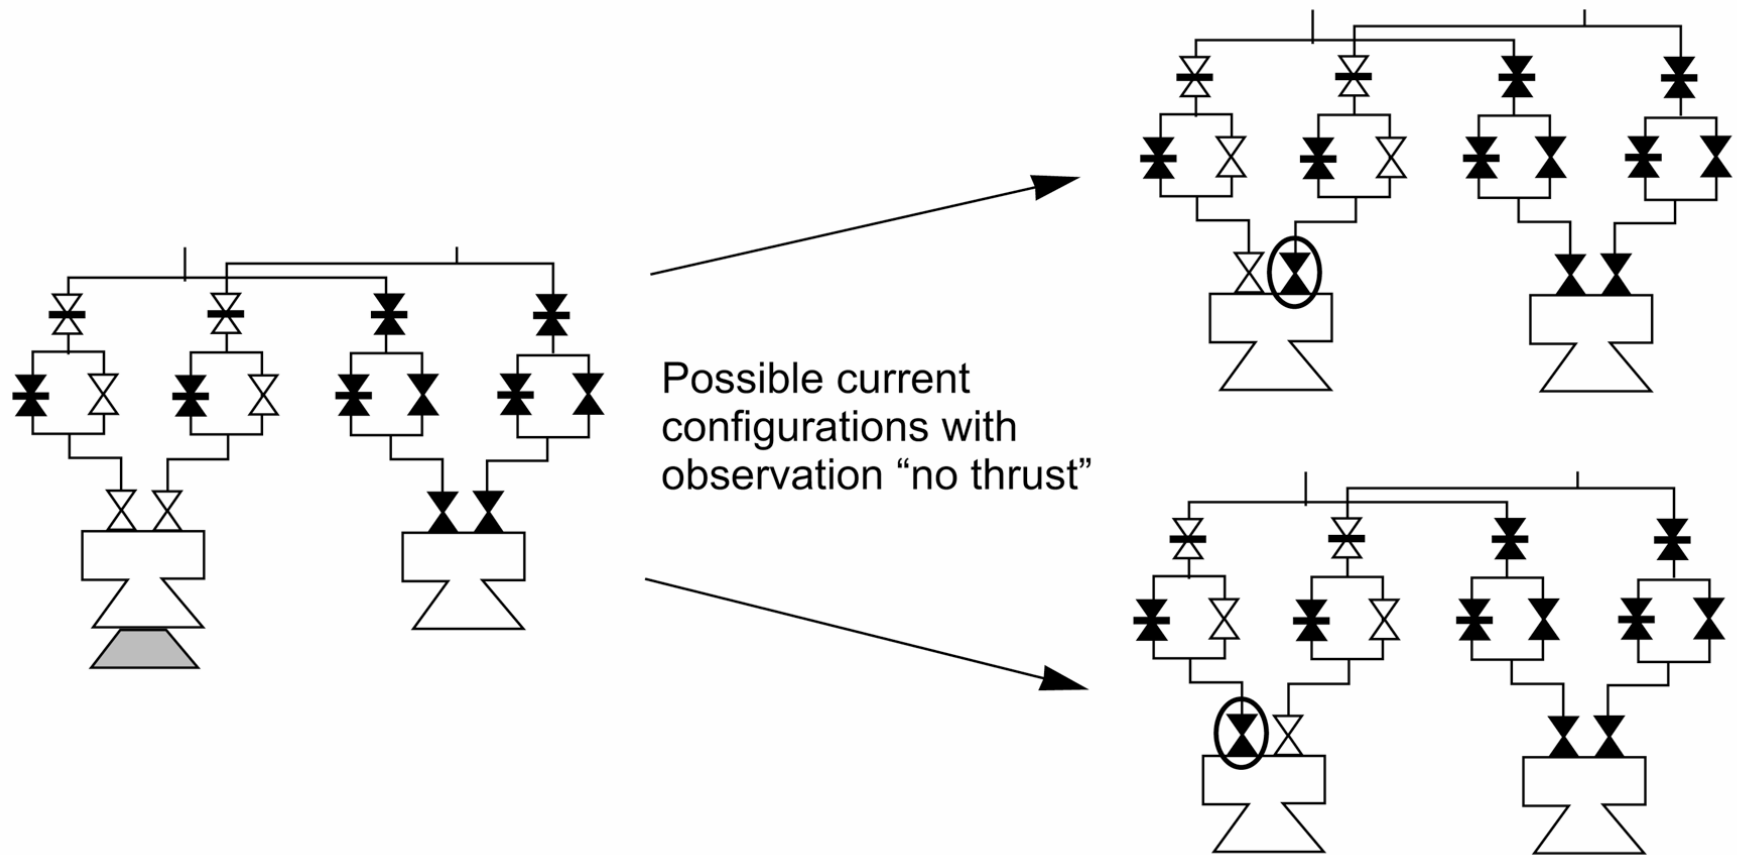 Possible current
configurations with
observation “no thrust”